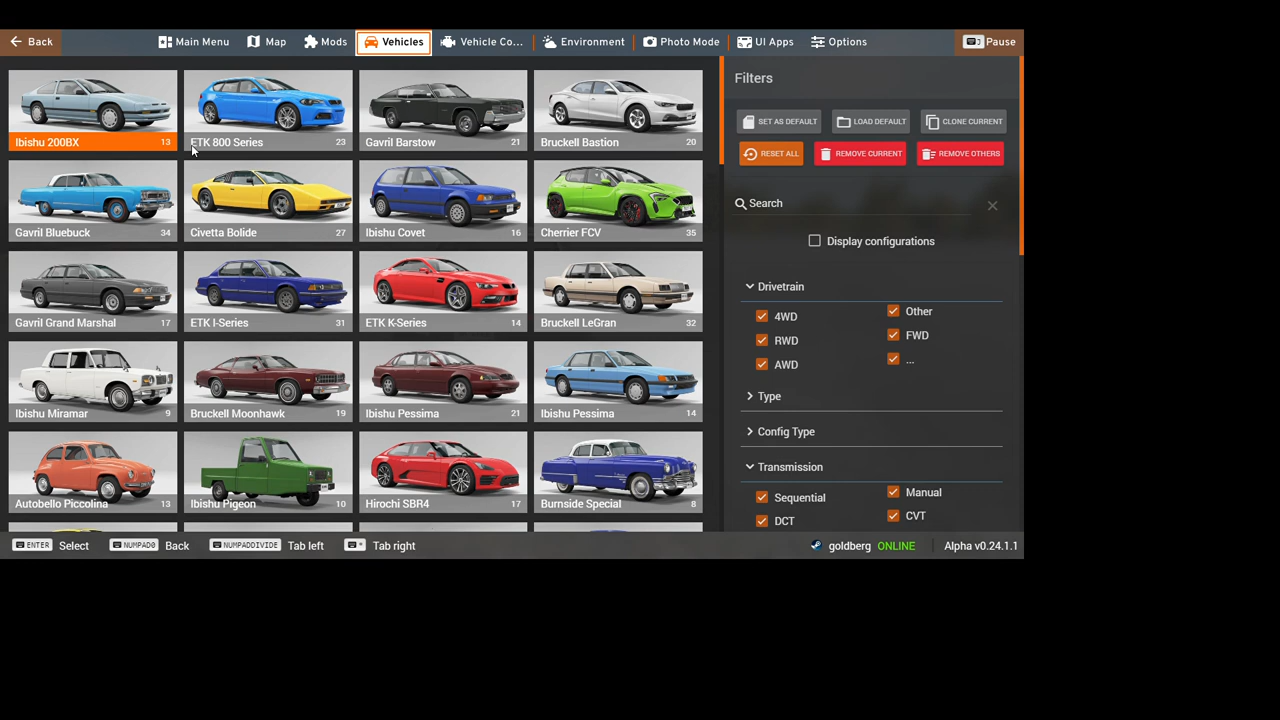 Back
Main Menu
Map
Mods
Vehicles
Vehicle Co...
Environment
Photo Mode
UI Apps
Options
Pause
Ibishu 200BX 13
ETK 800 Series 23
Gavril Barstow 21
Bruckell Bastion 20
Gavril Bluebuck 34
Civetta Bolide 27
Ibishu Covet 16
Cherrier FCV 35
Gavril Grand Marshal 17
ETK I-Series 31
ETK K-Series 14
Bruckell LeGran 32
Ibishu Miramar 9
Bruckell Moonhawk 19
Ibishu Pessima 21
Ibishu Pessima 14
Autobello Piccolina 13
Ibishu Pigeon 10
Hirochi SBR4 17
Burnside Special 8
Filters
SET AS DEFAULT
LOAD DEFAULT
CLONE CURRENT
RESET ALL
REMOVE CURRENT
REMOVE OTHERS
Search
Display configurations
Drivetrain
4WD
Other
RWD
FWD
AWD
...
Type
Config Type
Transmission
Sequential
Manual
DCT
CVT
ENTER Select
NUMPAD0 Back
NUMPADDIVIDE Tab left
* Tab right
goldberg ONLINE
Alpha v0.24.1.1